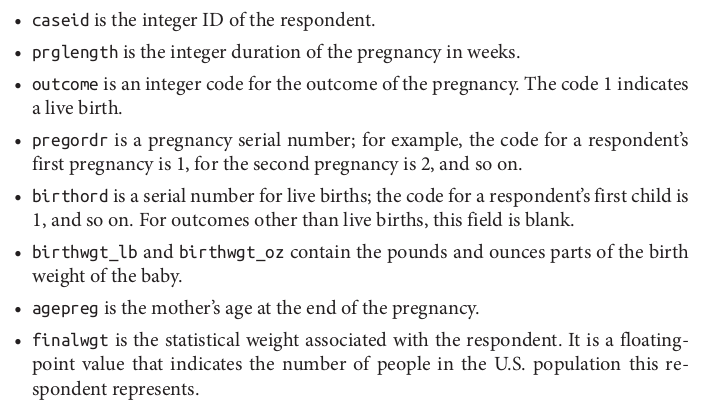 • caseid is the integer ID of the respondent.
• prglength is the integer duration of the pregnancy in weeks.
• outcome is an integer code for the outcome of the pregnancy. The code 1 indicates
a live birth.
• pregordr is a pregnancy serial number; for example, the code for a respondent’s
first pregnancy is 1, for the second pregnancy is 2, and so on.
• birthord is a serial number for live births; the code for a respondent’s first child is
1, and so on. For outcomes other than live births, this field is blank.
• birthwgt_lb and birthwgt_oz contain the pounds and ounces parts of the birth
weight of the baby.
• agepreg is the mother’s age at the end of the pregnancy.
• finalwgt is the statistical weight associated with the respondent. It is a floating-
point value that indicates the number of people in the U.S. population this re-
spondent represents.